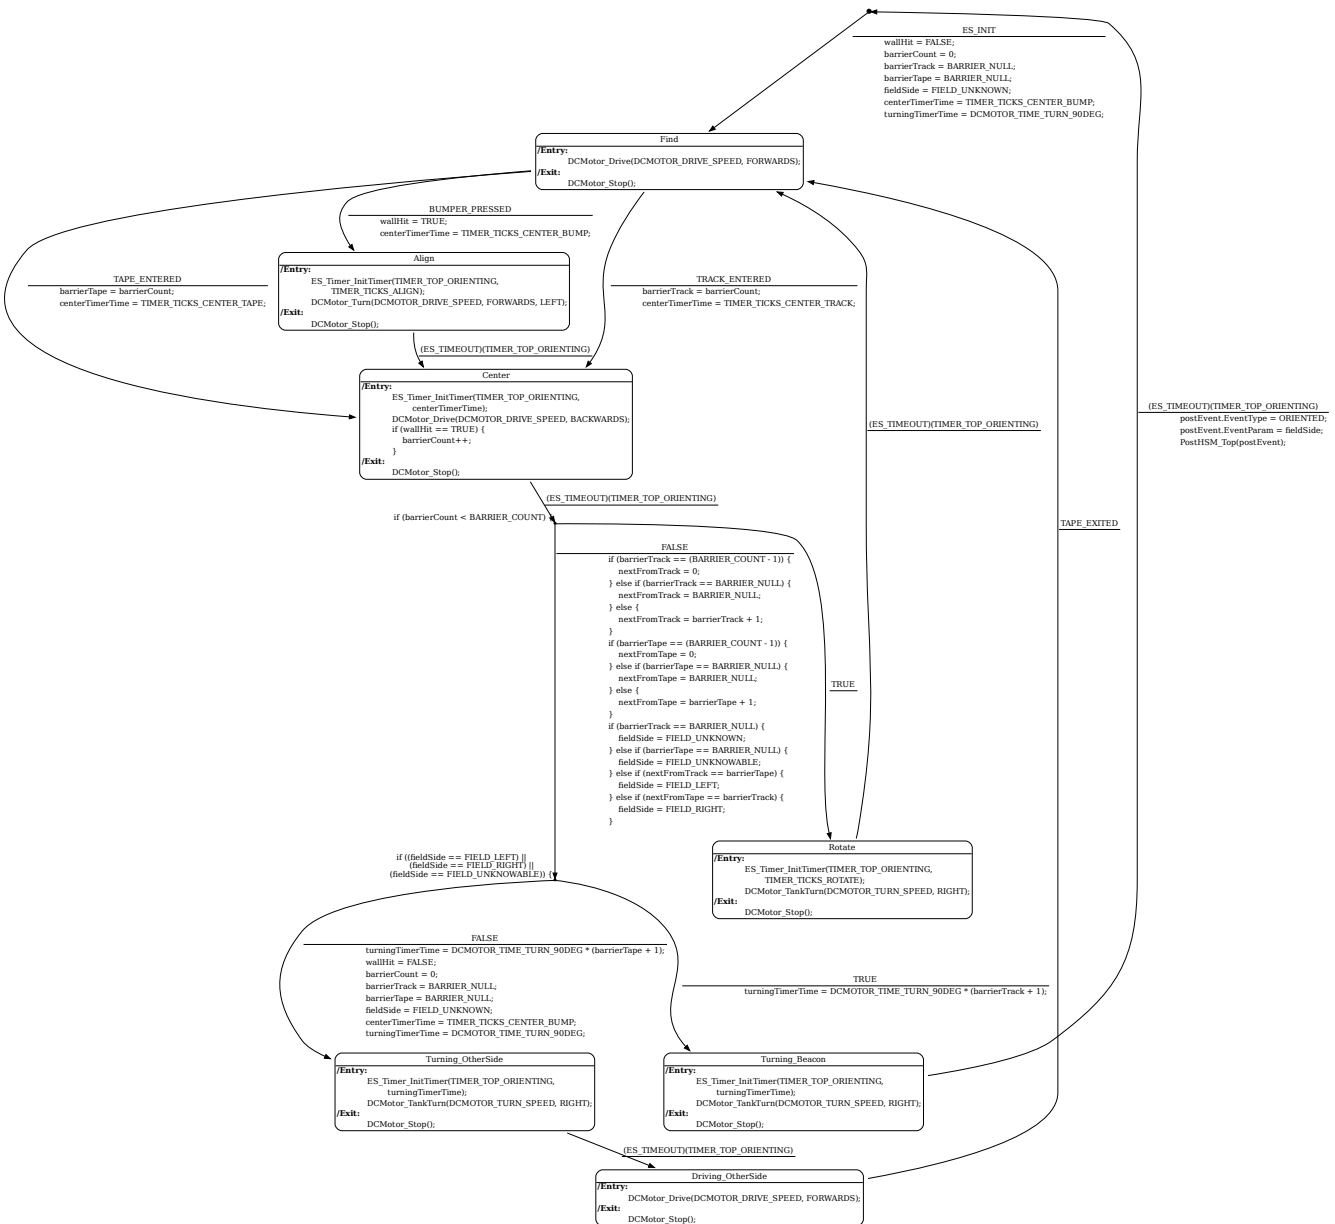 ES_INIT
wallHit = FALSE;
barrierCount = 0;
barrierTrack = BARRIER_NULL;
barrierTape = BARRIER_NULL;
fieldSide = FIELD_UNKNOWN;
centerTimerTime = TIMER_TICKS_CENTER_BUMP;
turningTimerTime = DCMOTOR_TIME_TURN_90DEG;
Find
/Entry:
DCMotor_Drive(DCMOTOR_DRIVE_SPEED, FORWARDS);
/Exit:
DCMotor_Stop();
BUMPER_PRESSED
wallHit = TRUE;
centerTimerTime = TIMER_TICKS_CENTER_BUMP;
TAPE_ENTERED
barrierTape = barrierCount;
centerTimerTime = TIMER_TICKS_CENTER_TAPE;
Align
/Entry:
ES_Timer_InitTimer(TIMER_TOP_ORIENTING,
TIMER_TICKS_ALIGN);
DCMotor_Turn(DCMOTOR_DRIVE_SPEED, FORWARDS, LEFT);
/Exit:
DCMotor_Stop();
TRACK_ENTERED
barrierTrack = barrierCount;
centerTimerTime = TIMER_TICKS_CENTER_TRACK;
(ES_TIMEOUT)(TIMER_TOP_ORIENTING)
Center
/Entry:
ES_Timer_InitTimer(TIMER_TOP_ORIENTING,
centerTimerTime);
DCMotor_Drive(DCMOTOR_DRIVE_SPEED, BACKWARDS);
if (wallHit == TRUE) {
barrierCount++;
}
/Exit:
DCMotor_Stop();
(ES_TIMEOUT)(TIMER_TOP_ORIENTING)
(ES_TIMEOUT)(TIMER_TOP_ORIENTING)
postEvent.EventType = ORIENTED;
postEvent.EventParam = fieldSide;
PostHSM_Top(postEvent);
(ES_TIMEOUT)(TIMER_TOP_ORIENTING)
if (barrierCount < BARRIER_COUNT)
TAPE_EXITED
FALSE
if (barrierTrack == (BARRIER_COUNT - 1)) {
nextFromTrack = 0;
} else if (barrierTrack == BARRIER_NULL) {
nextFromTrack = BARRIER_NULL;
} else {
nextFromTrack = barrierTrack + 1;
}
if (barrierTape == (BARRIER_COUNT - 1)) {
nextFromTape = 0;
} else if (barrierTape == BARRIER_NULL) {
nextFromTape = BARRIER_NULL;
} else {
nextFromTape = barrierTape + 1;
}
if (barrierTrack == BARRIER_NULL) {
fieldSide = FIELD_UNKNOWN;
} else if (barrierTape == BARRIER_NULL) {
fieldSide = FIELD_UNKNOWABLE;
} else if (nextFromTrack == barrierTape) {
fieldSide = FIELD_LEFT;
} else if (nextFromTape == barrierTrack) {
fieldSide = FIELD_RIGHT;
}
TRUE
Rotate
/Entry:
ES_Timer_InitTimer(TIMER_TOP_ORIENTING,
TIMER_TICKS_ROTATE);
DCMotor_TankTurn(DCMOTOR_TURN_SPEED, RIGHT);
/Exit:
DCMotor_Stop();
if ((fieldSide == FIELD_LEFT) ||
(fieldSide == FIELD_RIGHT) ||
(fieldSide == FIELD_UNKNOWABLE)) {
FALSE
turningTimerTime = DCMOTOR_TIME_TURN_90DEG * (barrierTape + 1);
wallHit = FALSE;
barrierCount = 0;
barrierTrack = BARRIER_NULL;
barrierTape = BARRIER_NULL;
fieldSide = FIELD_UNKNOWN;
centerTimerTime = TIMER_TICKS_CENTER_BUMP;
turningTimerTime = DCMOTOR_TIME_TURN_90DEG;
TRUE
turningTimerTime = DCMOTOR_TIME_TURN_90DEG * (barrierTrack + 1);
Turning_OtherSide
/Entry:
ES_Timer_InitTimer(TIMER_TOP_ORIENTING,
turningTimerTime);
DCMotor_TankTurn(DCMOTOR_TURN_SPEED, RIGHT);
/Exit:
DCMotor_Stop();
Turning_Beacon
/Entry:
ES_Timer_InitTimer(TIMER_TOP_ORIENTING,
turningTimerTime);
DCMotor_TankTurn(DCMOTOR_TURN_SPEED, RIGHT);
/Exit:
DCMotor_Stop();
(ES_TIMEOUT)(TIMER_TOP_ORIENTING)
Driving_OtherSide
/Entry:
DCMotor_Drive(DCMOTOR_DRIVE_SPEED, FORWARDS);
/Exit:
DCMotor_Stop();